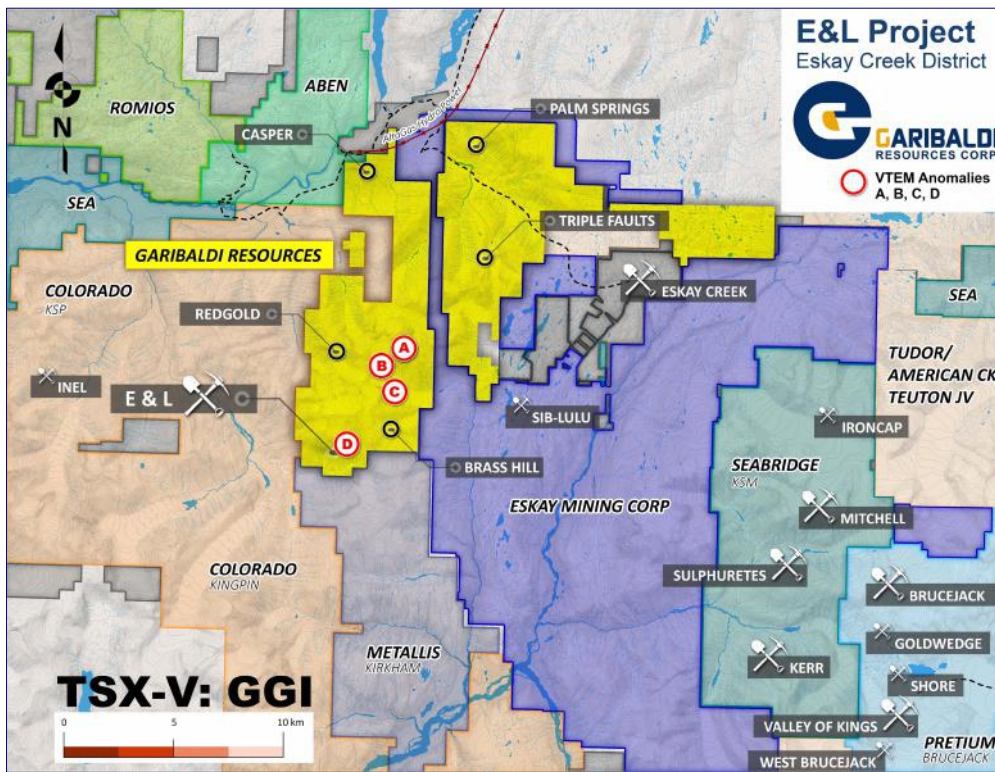 E&L Project
Eskay Creek District
GARIBALDI
RESOURCES CORP
VTEM Anomalies
A, B, C, D
N
ROMIOS
ABEN
CASPER
AltaGas Hydro Power
PALM SPRINGS
SEA
TRIPLE FAULTS
GARIBALDI RESOURCES
ESKAY CREEK
COLORADO
KSP
SEA
REDGOLD
A
B
C
D
INEL
E & L
TUDOR/
AMERICAN CK
TEUTON JV
SIB-LULU
IRONCAP
BRASS HILL
SEABRIDGE
KSM
ESKAY MINING CORP
MITCHELL
COLORADO
KINGPIN
SULPHURETES
BRUCEJACK
METALLIS
KIRKHAM
GOLDWEDGE
KERR
SHORE
TSX-V: GGI
0 5 10 km
VALLEY OF KINGS
PRETIUM
BRUCEJACK
WEST BRUCEJACK